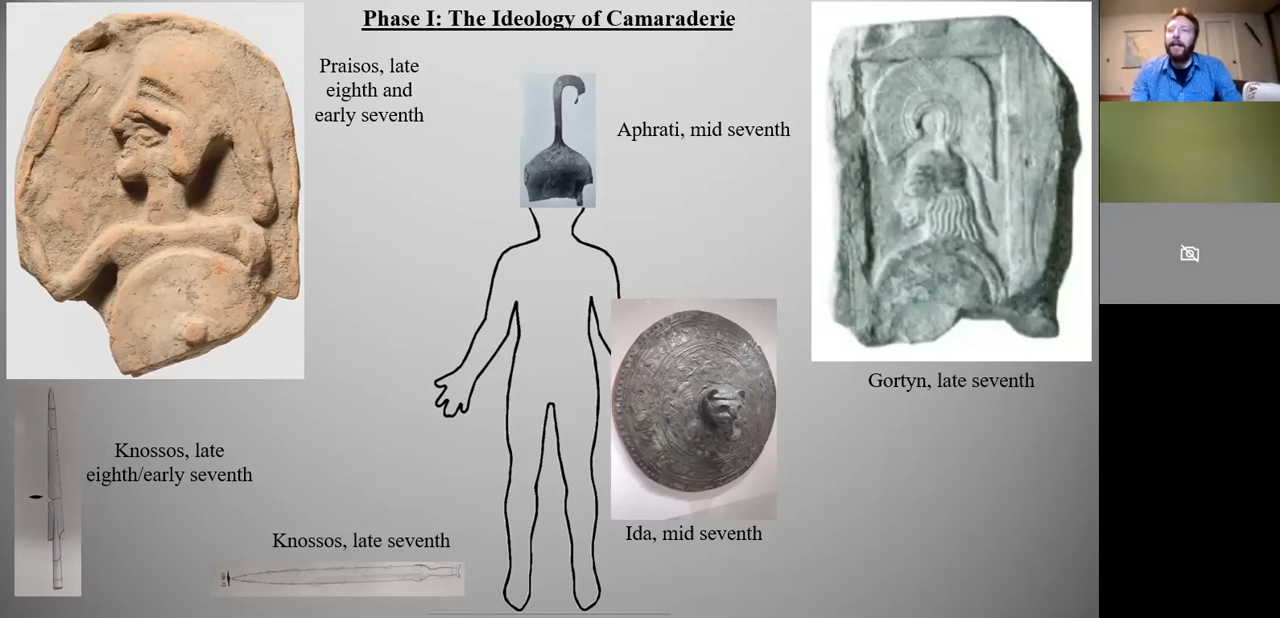 Phase I: The Ideology of Camaraderie
Praisos, late
eighth and
early seventh
Aphrati, mid seventh
Gortyn, late seventh
Knossos, late
eighth/early seventh
Ida, mid seventh
Knossos, late seventh